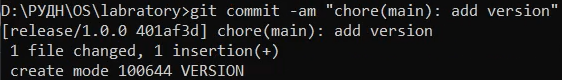 D:\РУДН\OS\labratory>git commit -am "chore(main): add version"
[release/1.0.0 401af3d] chore(main): add version
 1 file changed, 1 insertion(+)
 create mode 100644 VERSION